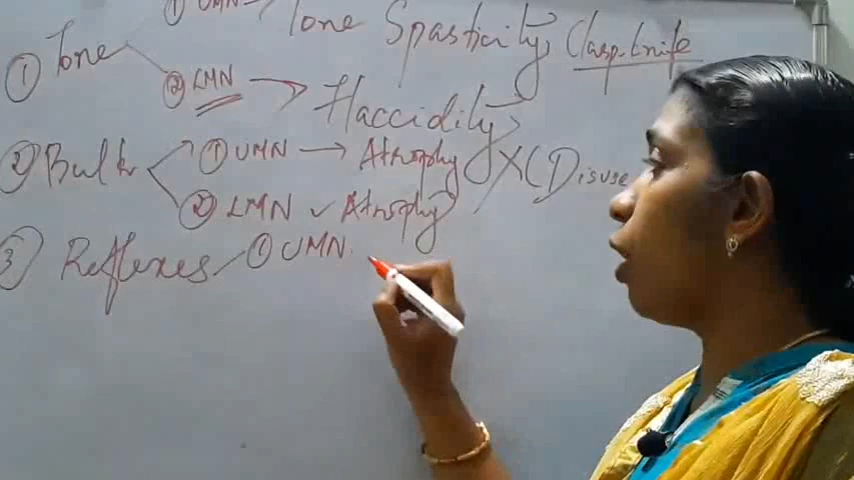 ① UMN → Tone Spasticity, Clasp knife
① Tone
② LMN → Flaccidity
② Bulk → ① UMN → Atrophy X (Disuse
② LMN ✓ Atrophy
③ Reflexes ① UMN